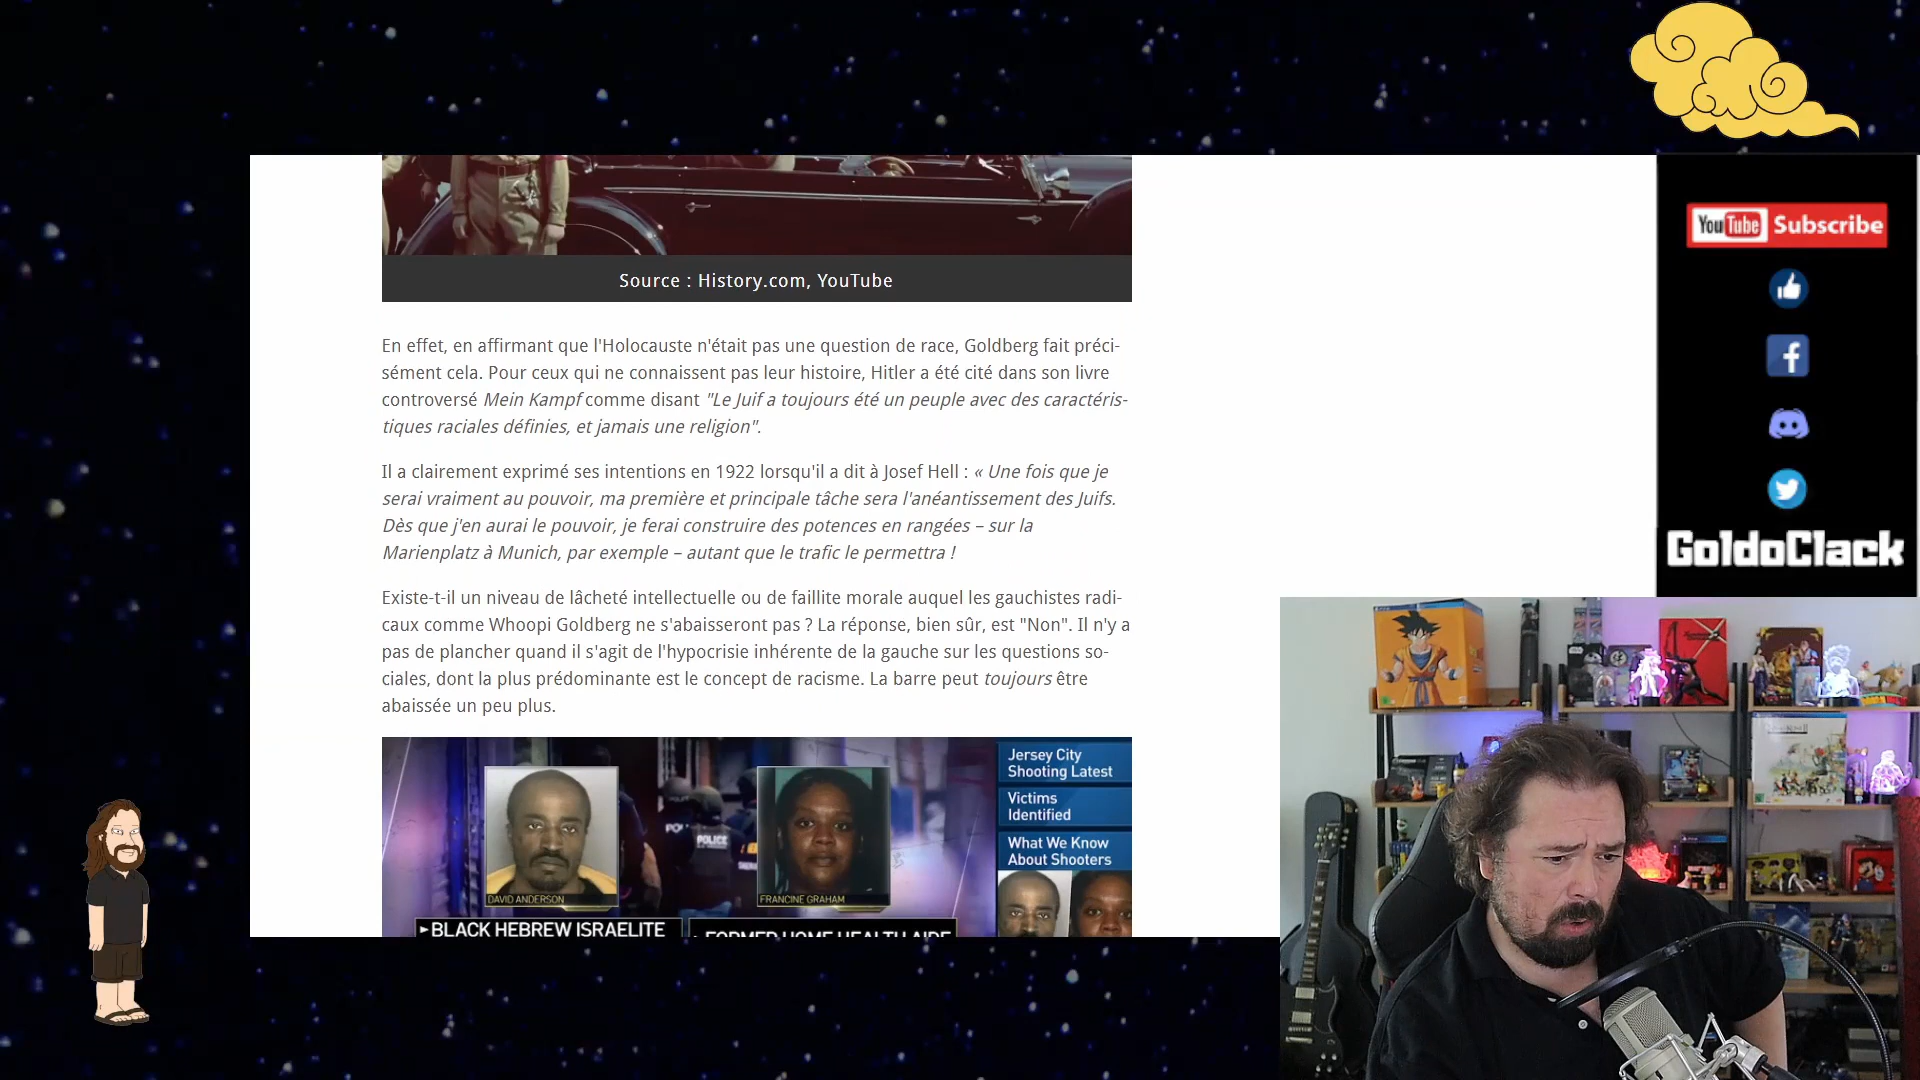 Source : History.com, YouTube
En effet, en affirmant que l'Holocauste n'était pas une question de race, Goldberg fait préci-
sément cela. Pour ceux qui ne connaissent pas leur histoire, Hitler a été cité dans son livre
controversé Mein Kampf comme disant "Le Juif a toujours été un peuple avec des caractéris-
tiques raciales définies, et jamais une religion".
Il a clairement exprimé ses intentions en 1922 lorsqu'il a dit à Josef Hell : « Une fois que je
serai vraiment au pouvoir, ma première et principale tâche sera l'anéantissement des Juifs.
Dès que j'en aurai le pouvoir, je ferai construire des potences en rangées – sur la
Marienplatz à Munich, par exemple – autant que le trafic le permettra !
Existe-t-il un niveau de lâcheté intellectuelle ou de faillite morale auquel les gauchistes radi-
caux comme Whoopi Goldberg ne s'abaisseront pas ? La réponse, bien sûr, est "Non". Il n'y a
pas de plancher quand il s'agit de l'hypocrisie inhérente de la gauche sur les questions so-
ciales, dont la plus prédominante est le concept de racisme. La barre peut toujours être
abaissée un peu plus.
POLICE
DAVID ANDERSON
FRANCINE GRAHAM
BLACK HEBREW ISRAELITE
FORMER HOME HEALTH AIDE
Jersey City
Shooting Latest
Victims
Identified
What We Know
About Shooters
YouTube Subscribe
GoldoClack